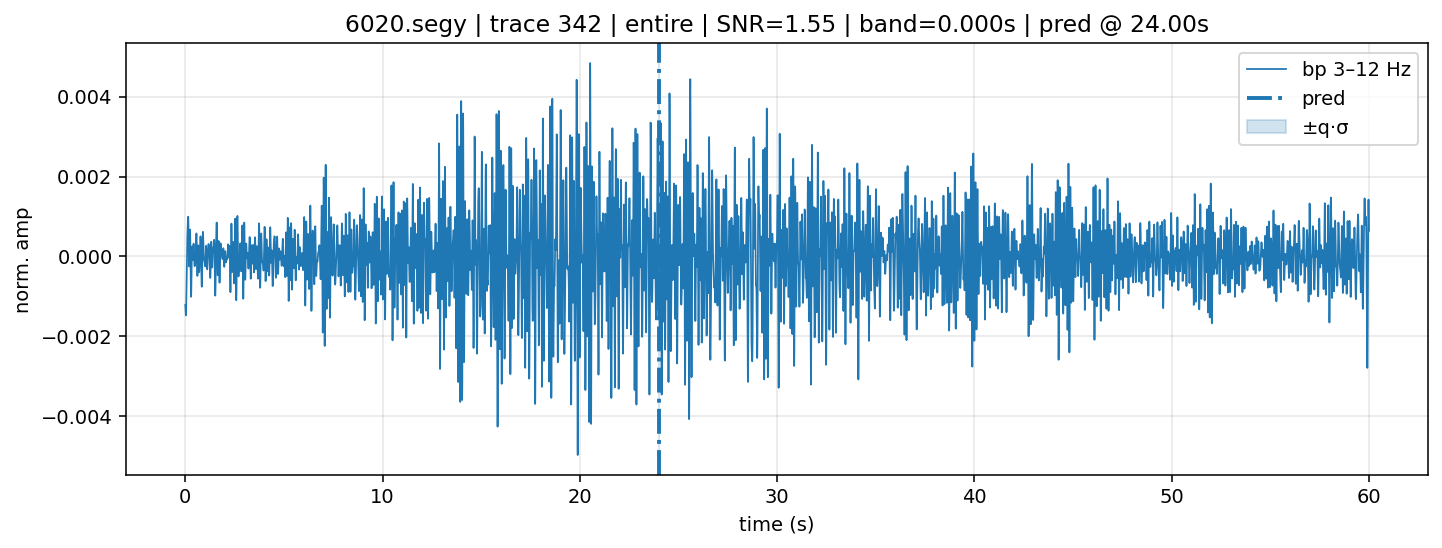 6020.segy | trace 342 | entire | SNR=1.55 | band=0.000s | pred @ 24.00s
bp 3–12 Hz
pred
±q·σ
0.004
0.002
0.000
−0.002
−0.004
norm. amp
0
10
20
30
40
50
60
time (s)